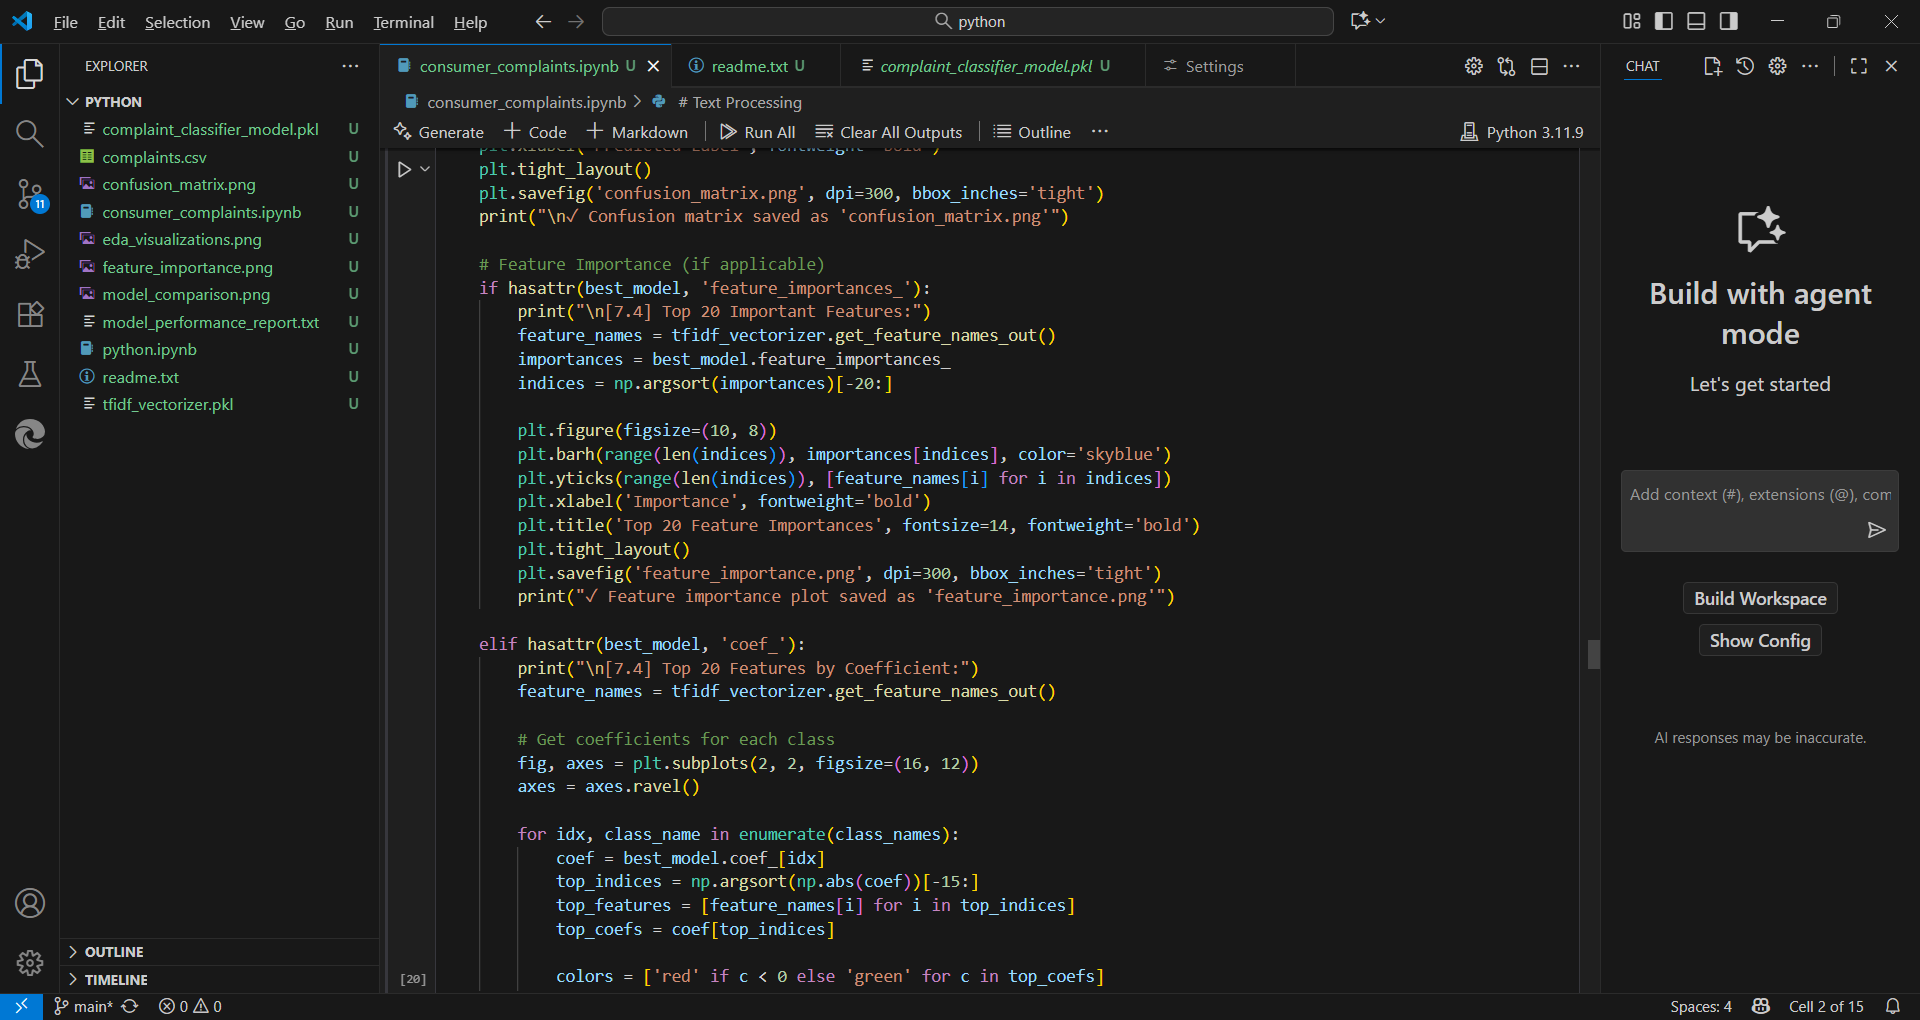 File Edit Selection View Go Run Terminal Help
python
EXPLORER
PYTHON
complaint_classifier_model.pkl U
complaints.csv U
confusion_matrix.png U
consumer_complaints.ipynb U
eda_visualizations.png U
feature_importance.png U
model_comparison.png U
model_performance_report.txt U
python.ipynb U
readme.txt U
tfidf_vectorizer.pkl U
11
OUTLINE
TIMELINE
consumer_complaints.ipynb U
readme.txt U
complaint_classifier_model.pkl U
Settings
consumer_complaints.ipynb > # Text Processing
Generate + Code + Markdown Run All Clear All Outputs Outline
Python 3.11.9
plt.xlabel('Predicted Label', fontweight='bold')
plt.tight_layout()
plt.savefig('confusion_matrix.png', dpi=300, bbox_inches='tight')
print("\n✓ Confusion matrix saved as 'confusion_matrix.png'")
# Feature Importance (if applicable)
if hasattr(best_model, 'feature_importances_'):
print("\n[7.4] Top 20 Important Features:")
feature_names = tfidf_vectorizer.get_feature_names_out()
importances = best_model.feature_importances_
indices = np.argsort(importances)[-20:]
plt.figure(figsize=(10, 8))
plt.barh(range(len(indices)), importances[indices], color='skyblue')
plt.yticks(range(len(indices)), [feature_names[i] for i in indices])
plt.xlabel('Importance', fontweight='bold')
plt.title('Top 20 Feature Importances', fontsize=14, fontweight='bold')
plt.tight_layout()
plt.savefig('feature_importance.png', dpi=300, bbox_inches='tight')
print("✓ Feature importance plot saved as 'feature_importance.png'")
elif hasattr(best_model, 'coef_'):
print("\n[7.4] Top 20 Features by Coefficient:")
feature_names = tfidf_vectorizer.get_feature_names_out()
# Get coefficients for each class
fig, axes = plt.subplots(2, 2, figsize=(16, 12))
axes = axes.ravel()
for idx, class_name in enumerate(class_names):
coef = best_model.coef_[idx]
top_indices = np.argsort(np.abs(coef))[-15:]
top_features = [feature_names[i] for i in top_indices]
top_coefs = coef[top_indices]
colors = ['red' if c < 0 else 'green' for c in top_coefs]
[20]
CHAT
Build with agent
mode
Let's get started
Add context (#), extensions (@), com
Build Workspace
Show Config
AI responses may be inaccurate.
main* 0 0
Spaces: 4 Cell 2 of 15